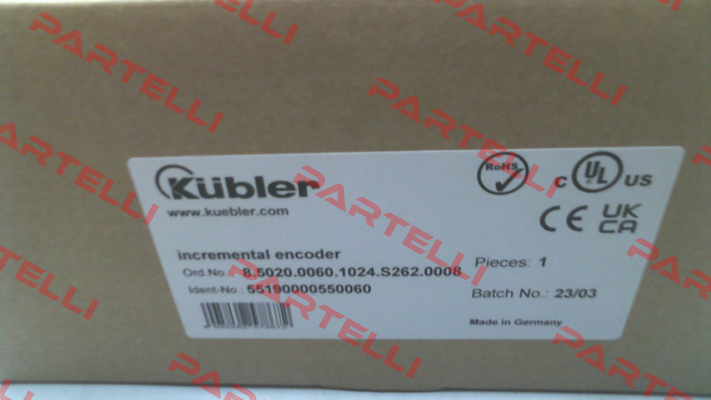 Kübler
www.kuebler.com
RoHS
c UL US
CE UK CA
incremental encoder
Ord No.: 8.5020.0060.1024.S262.0008
Ident-No.: 55190000550060
Pieces: 1
Batch No.: 23/03
Made in Germany
PARTELLI
PARTELLI
PARTELLI
PARTELLI
PARTELLI
PARTELLI
PARTELLI
PARTELLI